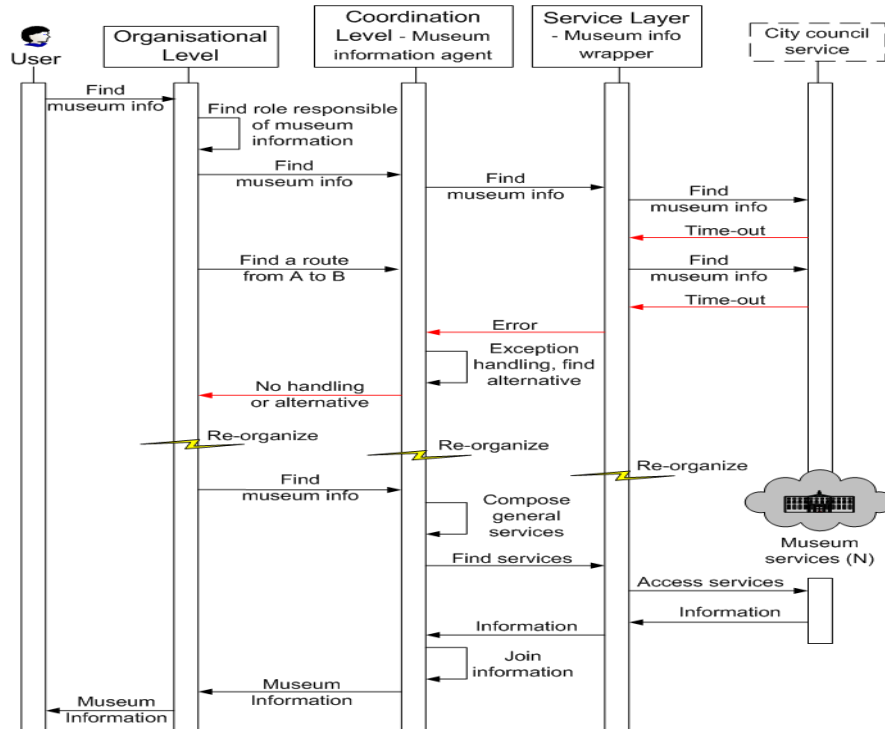 User
Organisational
Level
Coordination
Level - Museum
information agent
Service Layer
- Museum info
wrapper
City council
service
Find
museum info
Find role responsible
of museum
information
Find
museum info
Find
museum info
Find
museum info
Time-out
Find a route
from A to B
Find
museum info
Time-out
Error
Exception
handling, find
alternative
No handling
or alternative
Re-organize
Re-organize
Re-organize
Find
museum info
Compose
general
services
Museum
services (N)
Find services
Access services
Information
Information
Join
information
Museum
Information
Museum
Information